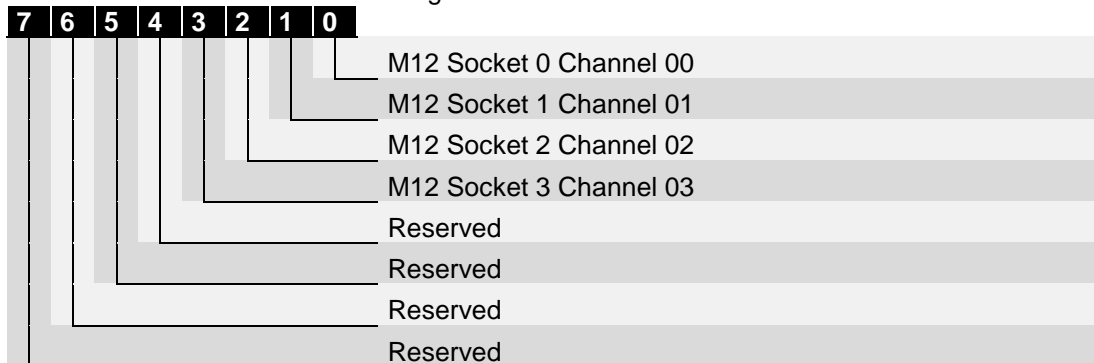 7 6 5 4 3 2 1 0
M12 Socket 0 Channel 00
M12 Socket 1 Channel 01
M12 Socket 2 Channel 02
M12 Socket 3 Channel 03
Reserved
Reserved
Reserved
Reserved